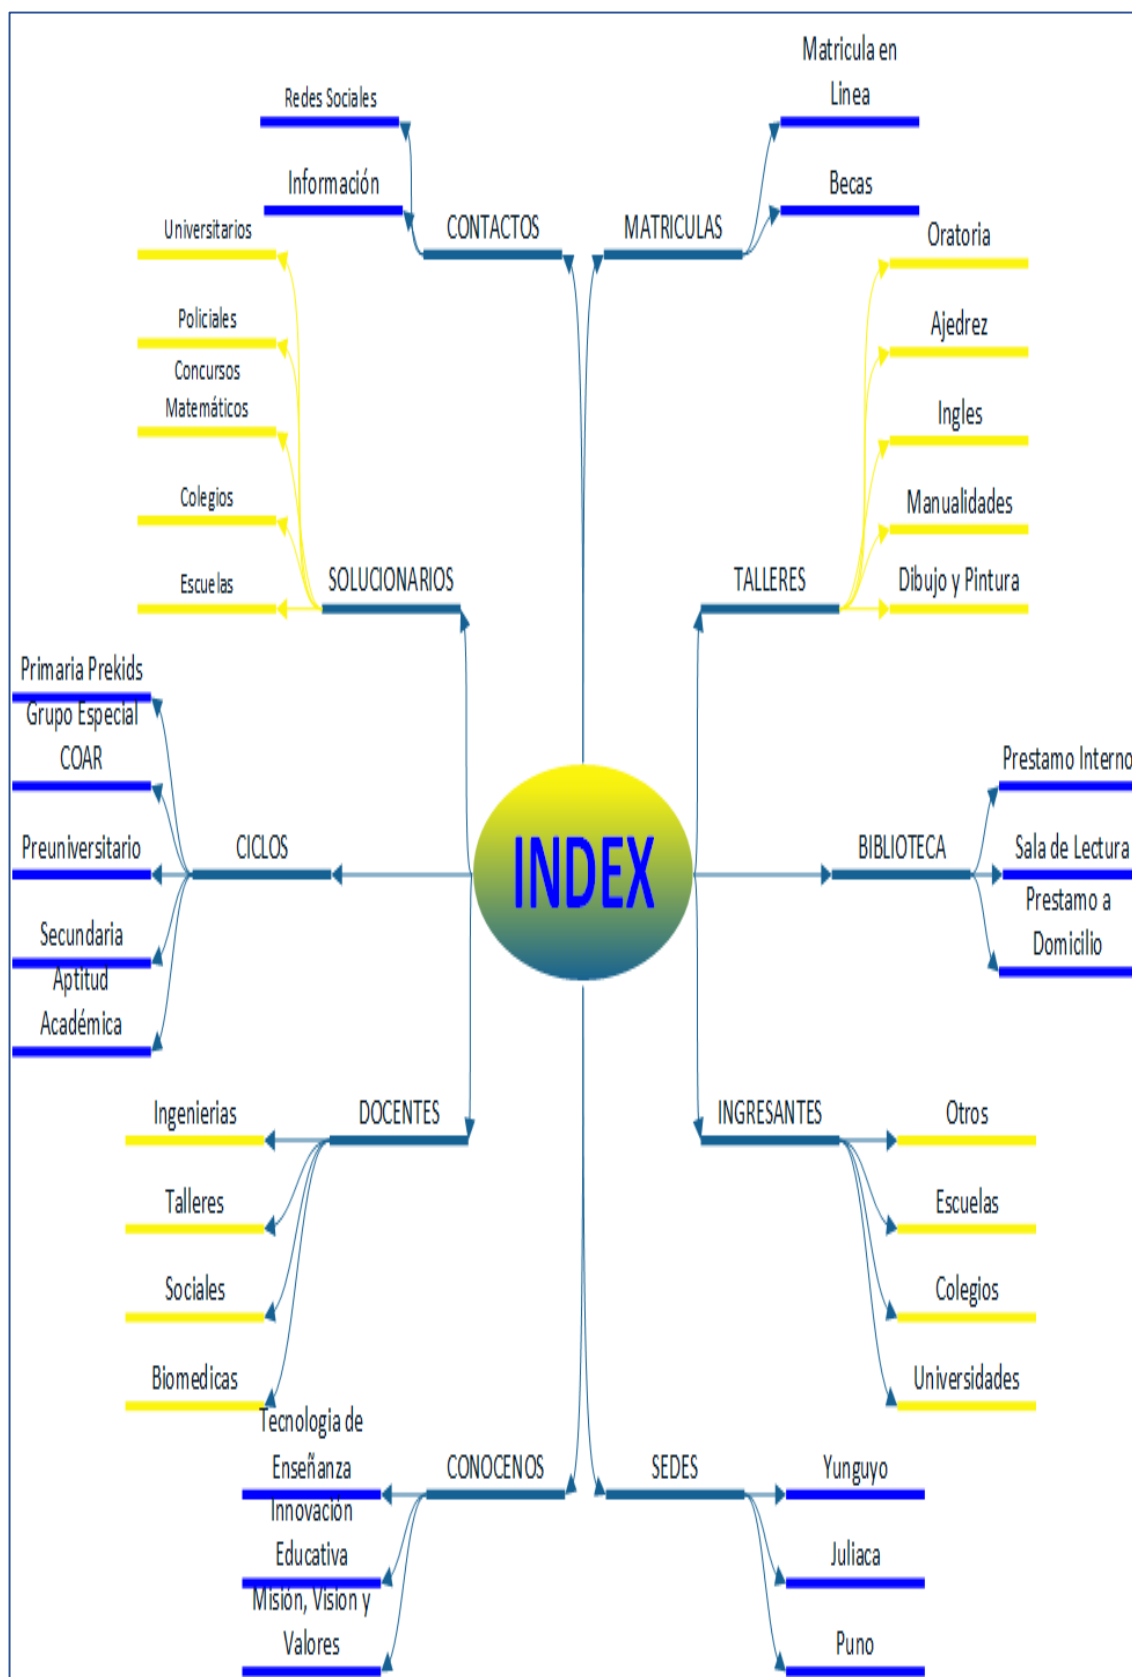 Matricula en
Linea
Redes Sociales
Información
Becas
CONTACTOS
MATRICULAS
Universitarios
Policiales
Concursos
Matemáticos
Colegios
Escuelas
SOLUCIONARIOS
Oratoria
Ajedrez
Ingles
Manualidades
Dibujo y Pintura
TALLERES
Primaria Prekids
Grupo Especial
COAR
Preuniversitario
Secundaria
Aptitud
Académica
CICLOS
INDEX
BIBLIOTECA
Prestamo Interno
Sala de Lectura
Prestamo a
Domicilio
Ingenierias
Talleres
Sociales
Biomedicas
DOCENTES
INGRESANTES
Otros
Escuelas
Colegios
Universidades
Tecnologia de
Enseñanza
Innovación
Educativa
Misión, Vision y
Valores
CONOCENOS
SEDES
Yunguyo
Juliaca
Puno